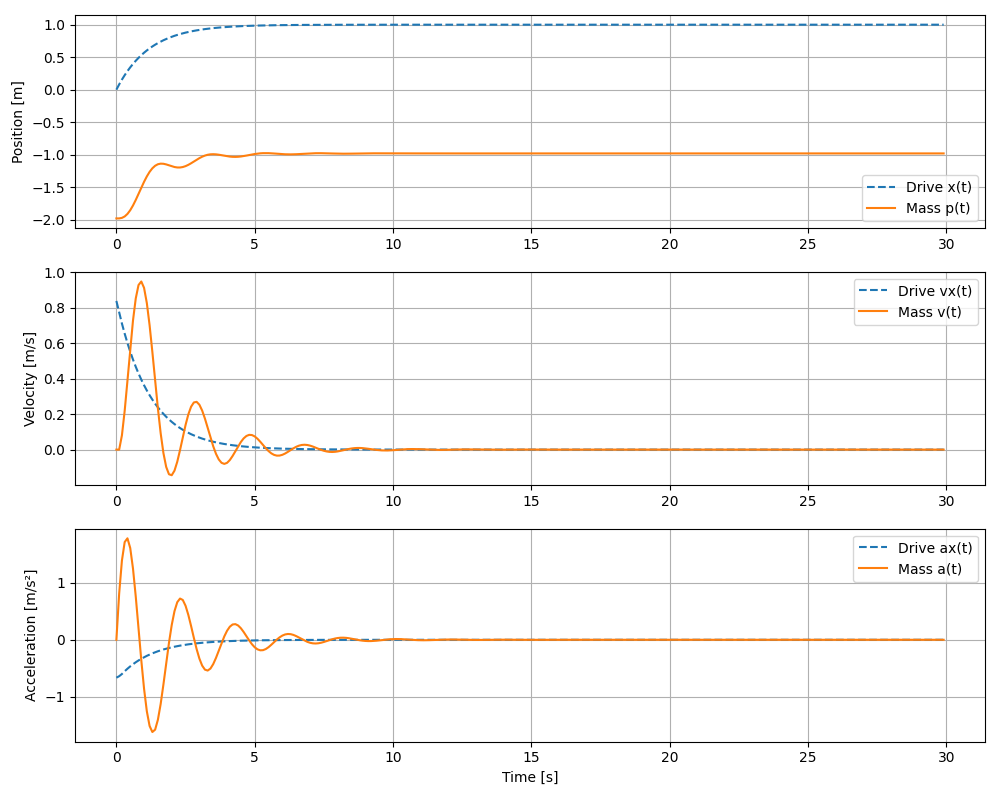 1.0
0.5
0.0
−0.5
−1.0
−1.5
−2.0
Position [m]
Drive x(t)
Mass p(t)
0 5 10 15 20 25 30
1.0
0.8
0.6
0.4
0.2
0.0
Velocity [m/s]
Drive vx(t)
Mass v(t)
0 5 10 15 20 25 30
1
0
−1
Acceleration [m/s²]
Drive ax(t)
Mass a(t)
0 5 10 15 20 25 30
Time [s]